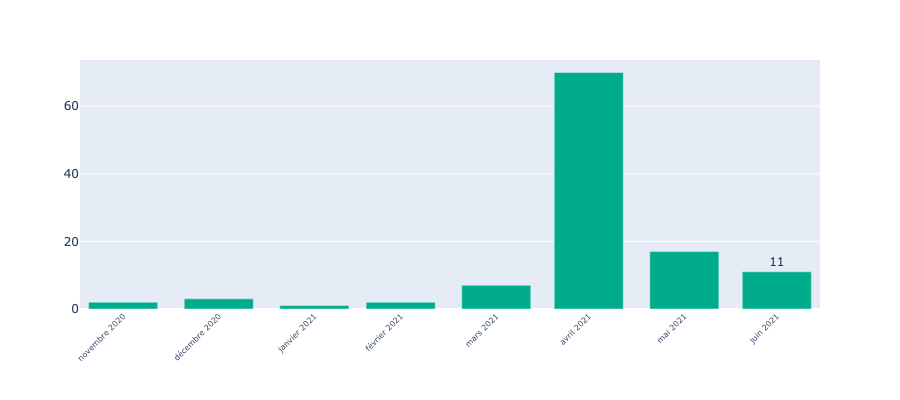 60
40
20
0
11
novembre 2020
décembre 2020
janvier 2021
février 2021
mars 2021
avril 2021
mai 2021
juin 2021